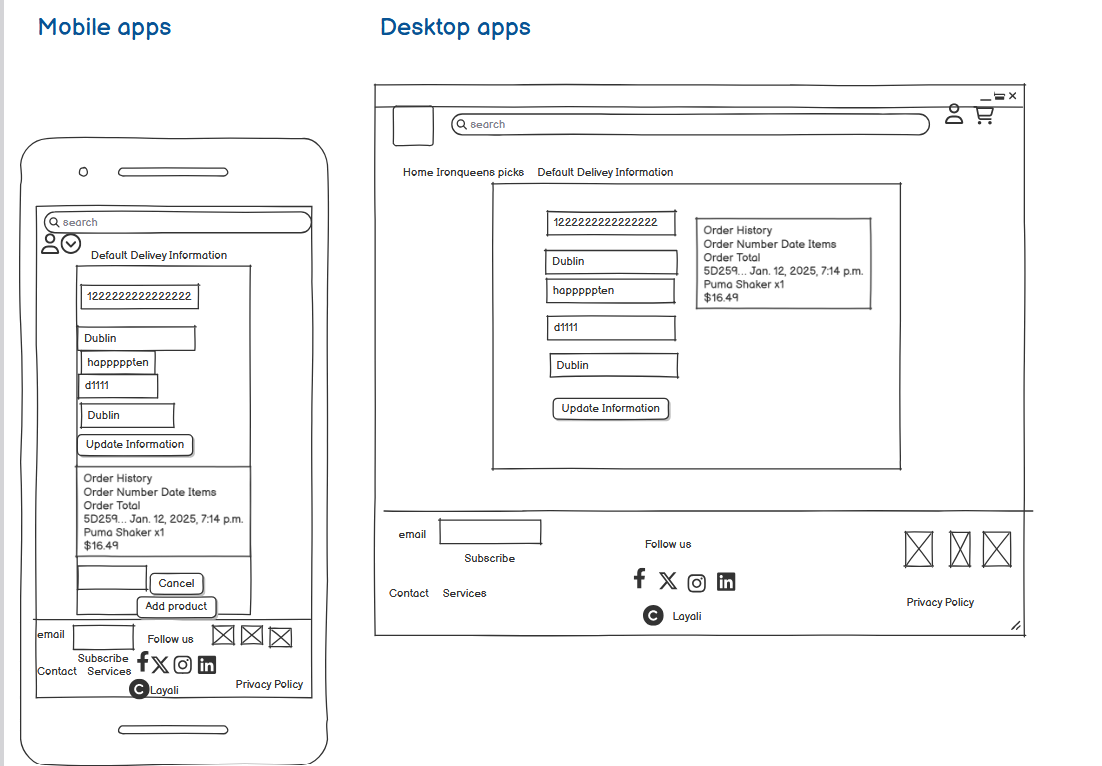 Mobile apps
Desktop apps
search
Default Delivey Information
1222222222222222
Dublin
happpppten
d1111
Dublin
Update Information
Order History
Order Number Date Items
Order Total
5D259... Jan. 12, 2025, 7:14 p.m.
Puma Shaker x1
$16.49
Cancel
Add product
email
Follow us
Subscribe
Contact Services
Layali
Privacy Policy
search
Home Ironqueens picks Default Delivey Information
1222222222222222
Dublin
happpppten
d1111
Dublin
Update Information
Order History
Order Number Date Items
Order Total
5D259... Jan. 12, 2025, 7:14 p.m.
Puma Shaker x1
$16.49
email
Subscribe
Follow us
Contact Services
Privacy Policy
Layali